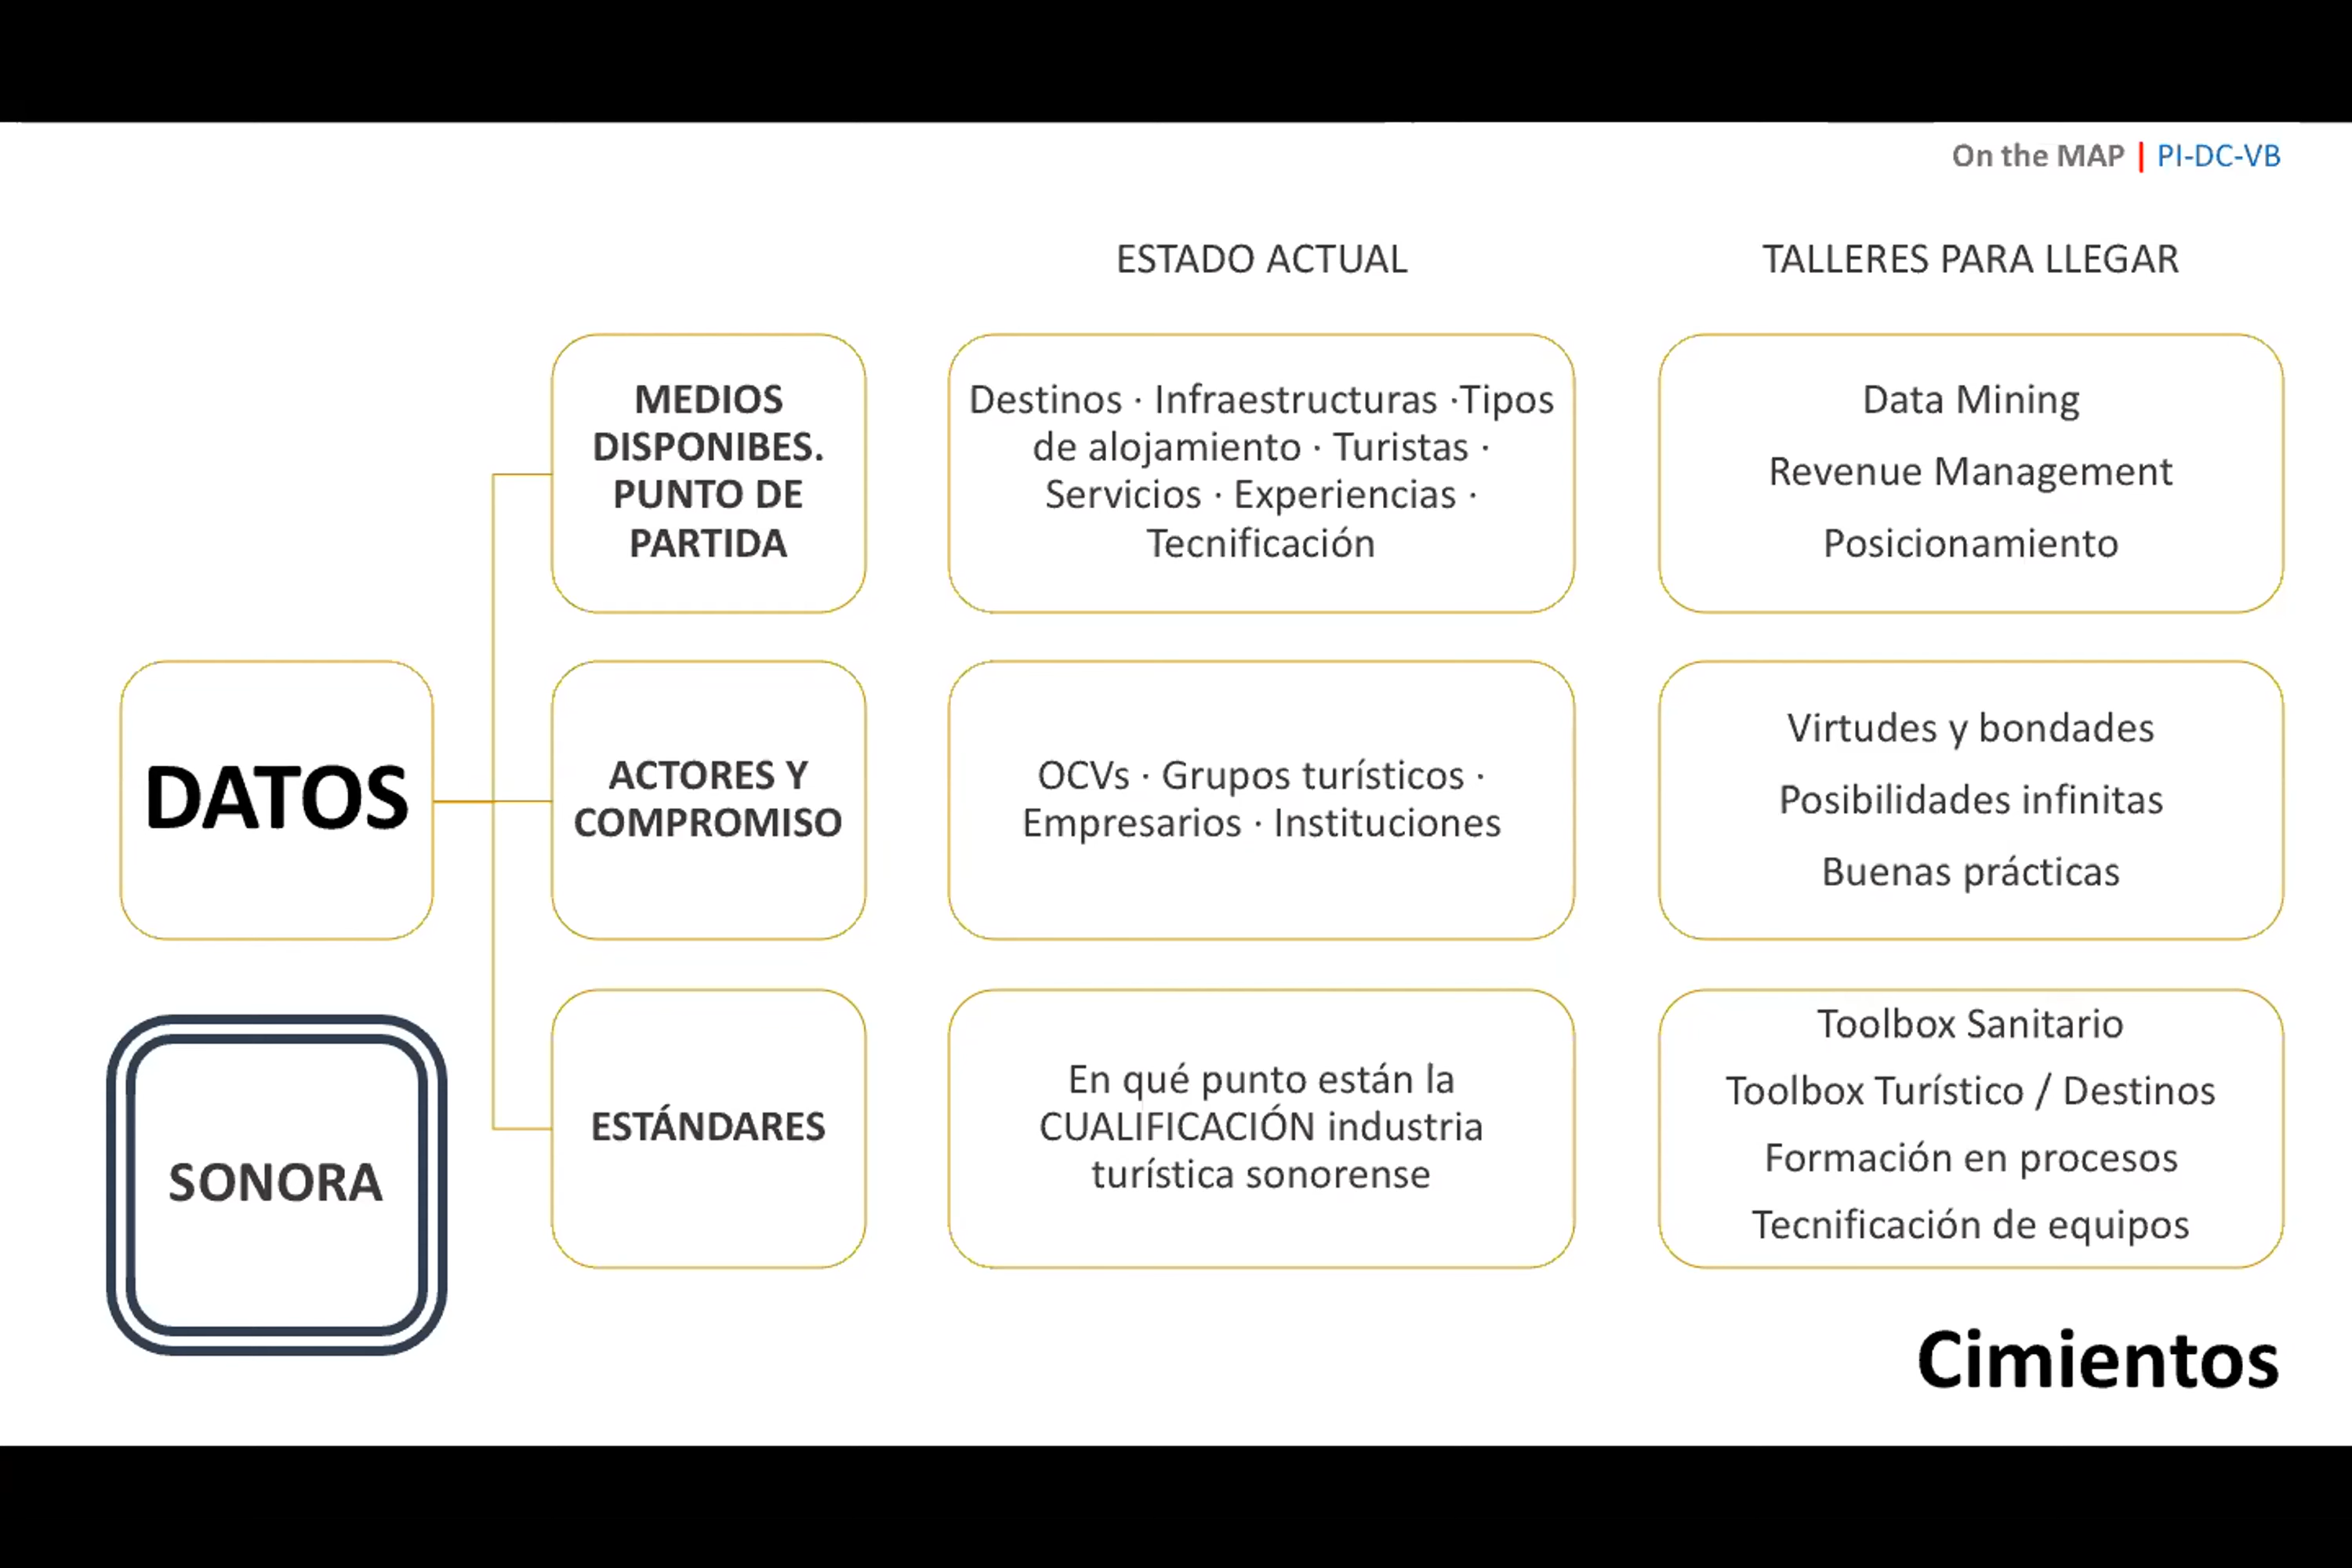 On the MAP | PI-DC-VB
ESTADO ACTUAL
TALLERES PARA LLEGAR
MEDIOS
DISPONIBES.
PUNTO DE
PARTIDA
Destinos · Infraestructuras ·Tipos
de alojamiento · Turistas ·
Servicios · Experiencias ·
Tecnificación
Data Mining
Revenue Management
Posicionamiento
DATOS
ACTORES Y
COMPROMISO
OCVs · Grupos turísticos ·
Empresarios · Instituciones
Virtudes y bondades
Posibilidades infinitas
Buenas prácticas
SONORA
ESTÁNDARES
En qué punto están la
CUALIFICACIÓN industria
turística sonorense
Toolbox Sanitario
Toolbox Turístico / Destinos
Formación en procesos
Tecnificación de equipos
Cimientos